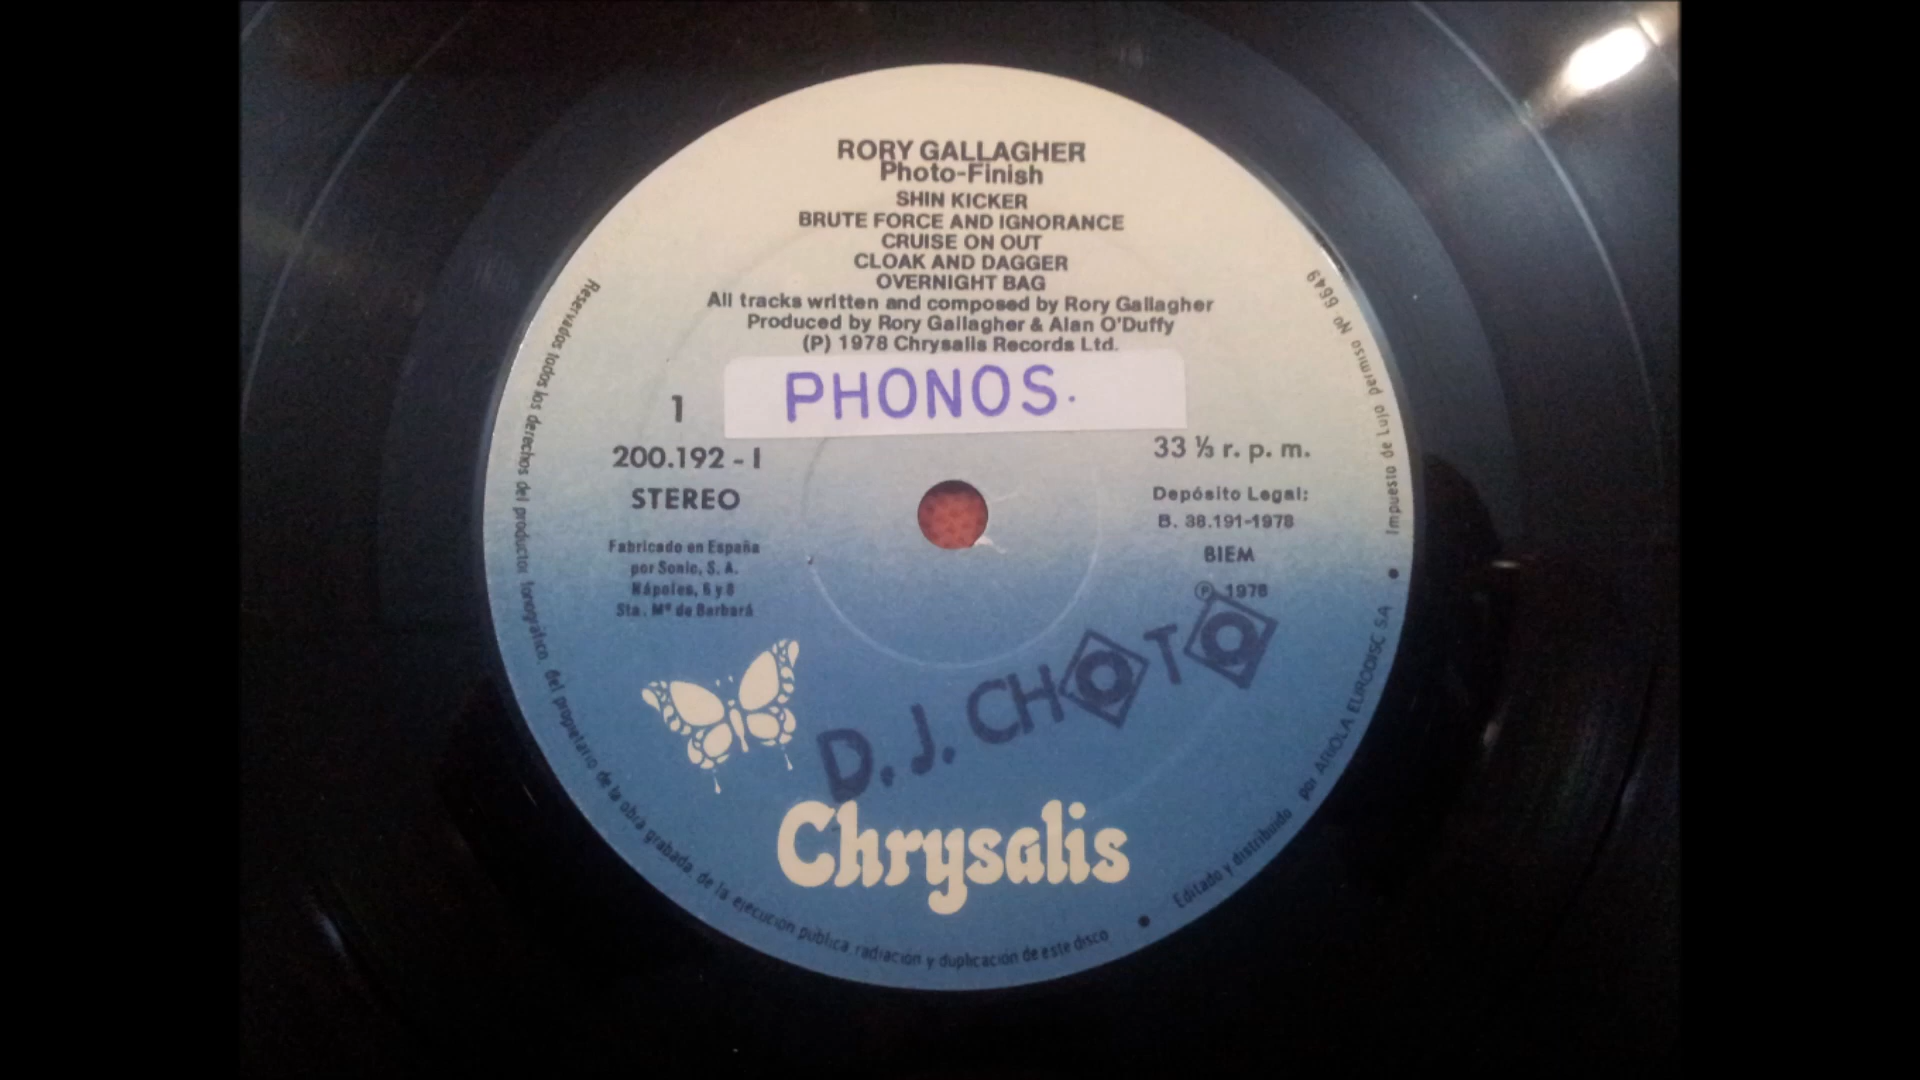 RORY GALLAGHER
Photo-Finish
SHIN KICKER
BRUTE FORCE AND IGNORANCE
CRUISE ON OUT
CLOAK AND DAGGER
OVERNIGHT BAG
All tracks written and composed by Rory Gallagher
Produced by Rory Gallagher & Alan O'Duffy
(P) 1978 Chrysalis Records Ltd.
PHONOS.
1
200.192 - I
STEREO
Fabricado en España
por Sonic, S. A.
Nápoles, 6 y 8
Sta. Mª de Barbará
33 ⅓ r. p. m.
Depósito Legal:
B. 38.191-1978
BIEM
Ⓟ 1978
D.J. CHOTO
Chrysalis
Reservados todos los derechos del productor fonográfico, del propietario de la obra grabada, de la ejecución pública radiación y duplicación de este disco
Editado y distribuido por ARIOLA EURODISC S.A.
Impuesto de Lujo permiso No. 6649